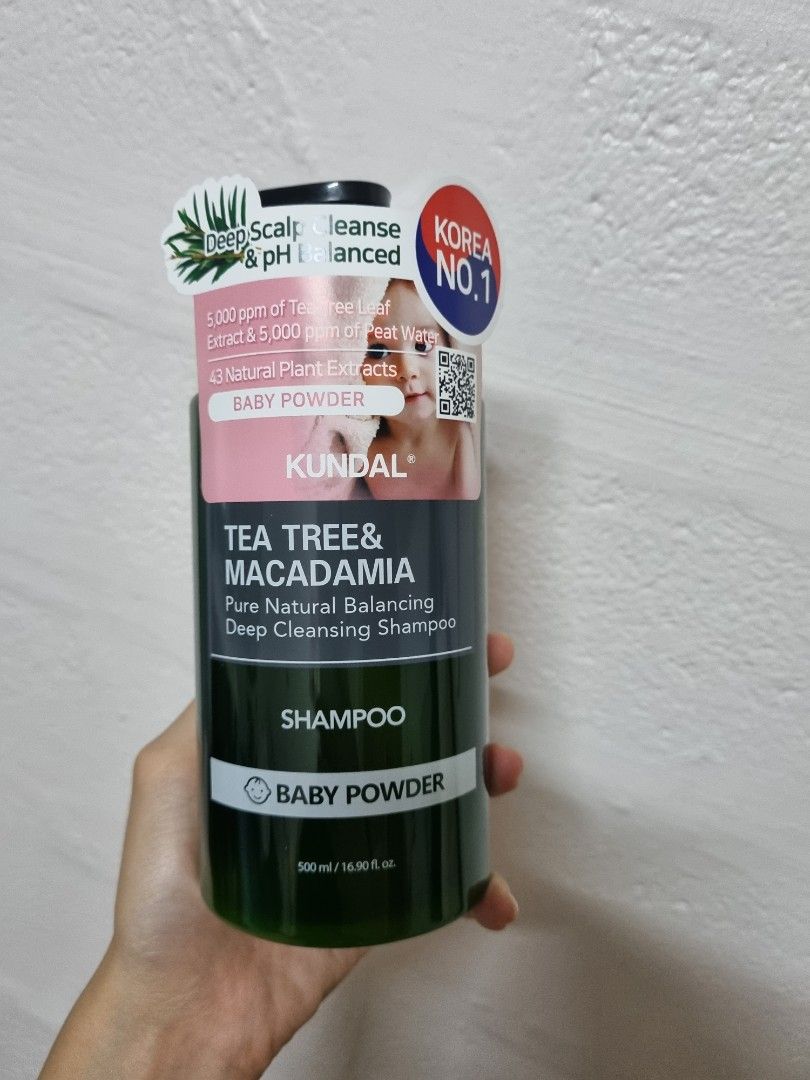 Deep Scalp Cleanse
& pH Balanced
KOREA
NO.1
5,000 ppm of Tea Tree Leaf
Extract & 5,000 ppm of Peat Water
43 Natural Plant Extracts
BABY POWDER
KUNDAL®
TEA TREE&
MACADAMIA
Pure Natural Balancing
Deep Cleansing Shampoo
SHAMPOO
BABY POWDER
500 ml / 16.90 fl. oz.